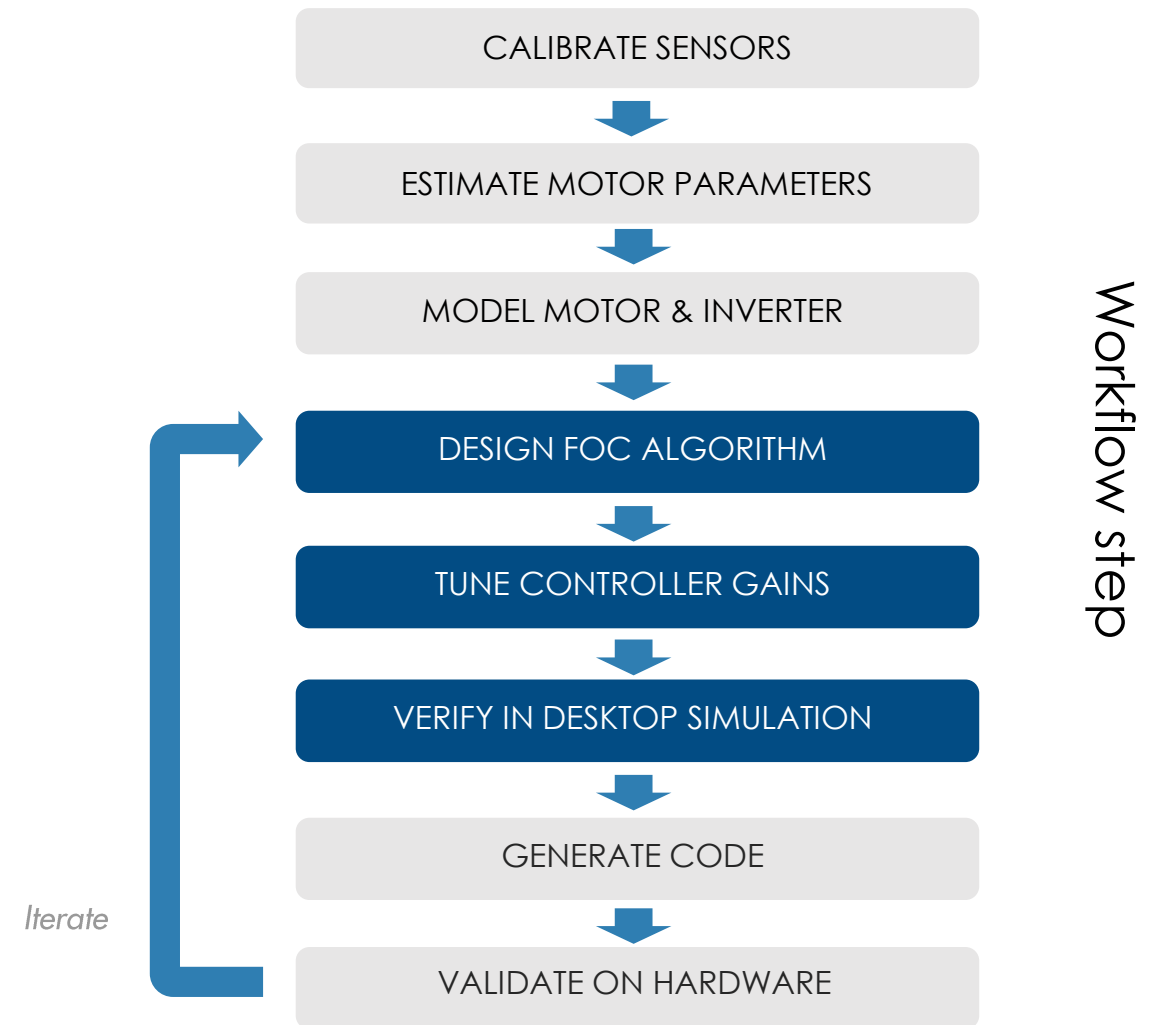 CALIBRATE SENSORS
ESTIMATE MOTOR PARAMETERS
MODEL MOTOR & INVERTER
DESIGN FOC ALGORITHM
TUNE CONTROLLER GAINS
VERIFY IN DESKTOP SIMULATION
GENERATE CODE
VALIDATE ON HARDWARE
Iterate
Workflow step